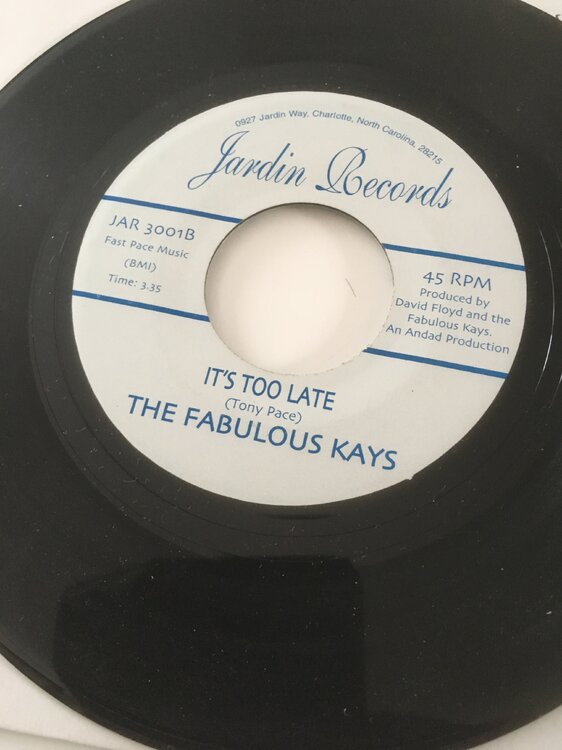 0927 Jardin Way, Charlotte, North Carolina, 28215
Jardin Records
JAR 3001B
Fast Pace Music
(BMI)
Time: 3.35
45 RPM
Produced by
David Floyd and the
Fabulous Kays.
An Andad Production
IT'S TOO LATE
(Tony Pace)
THE FABULOUS KAYS